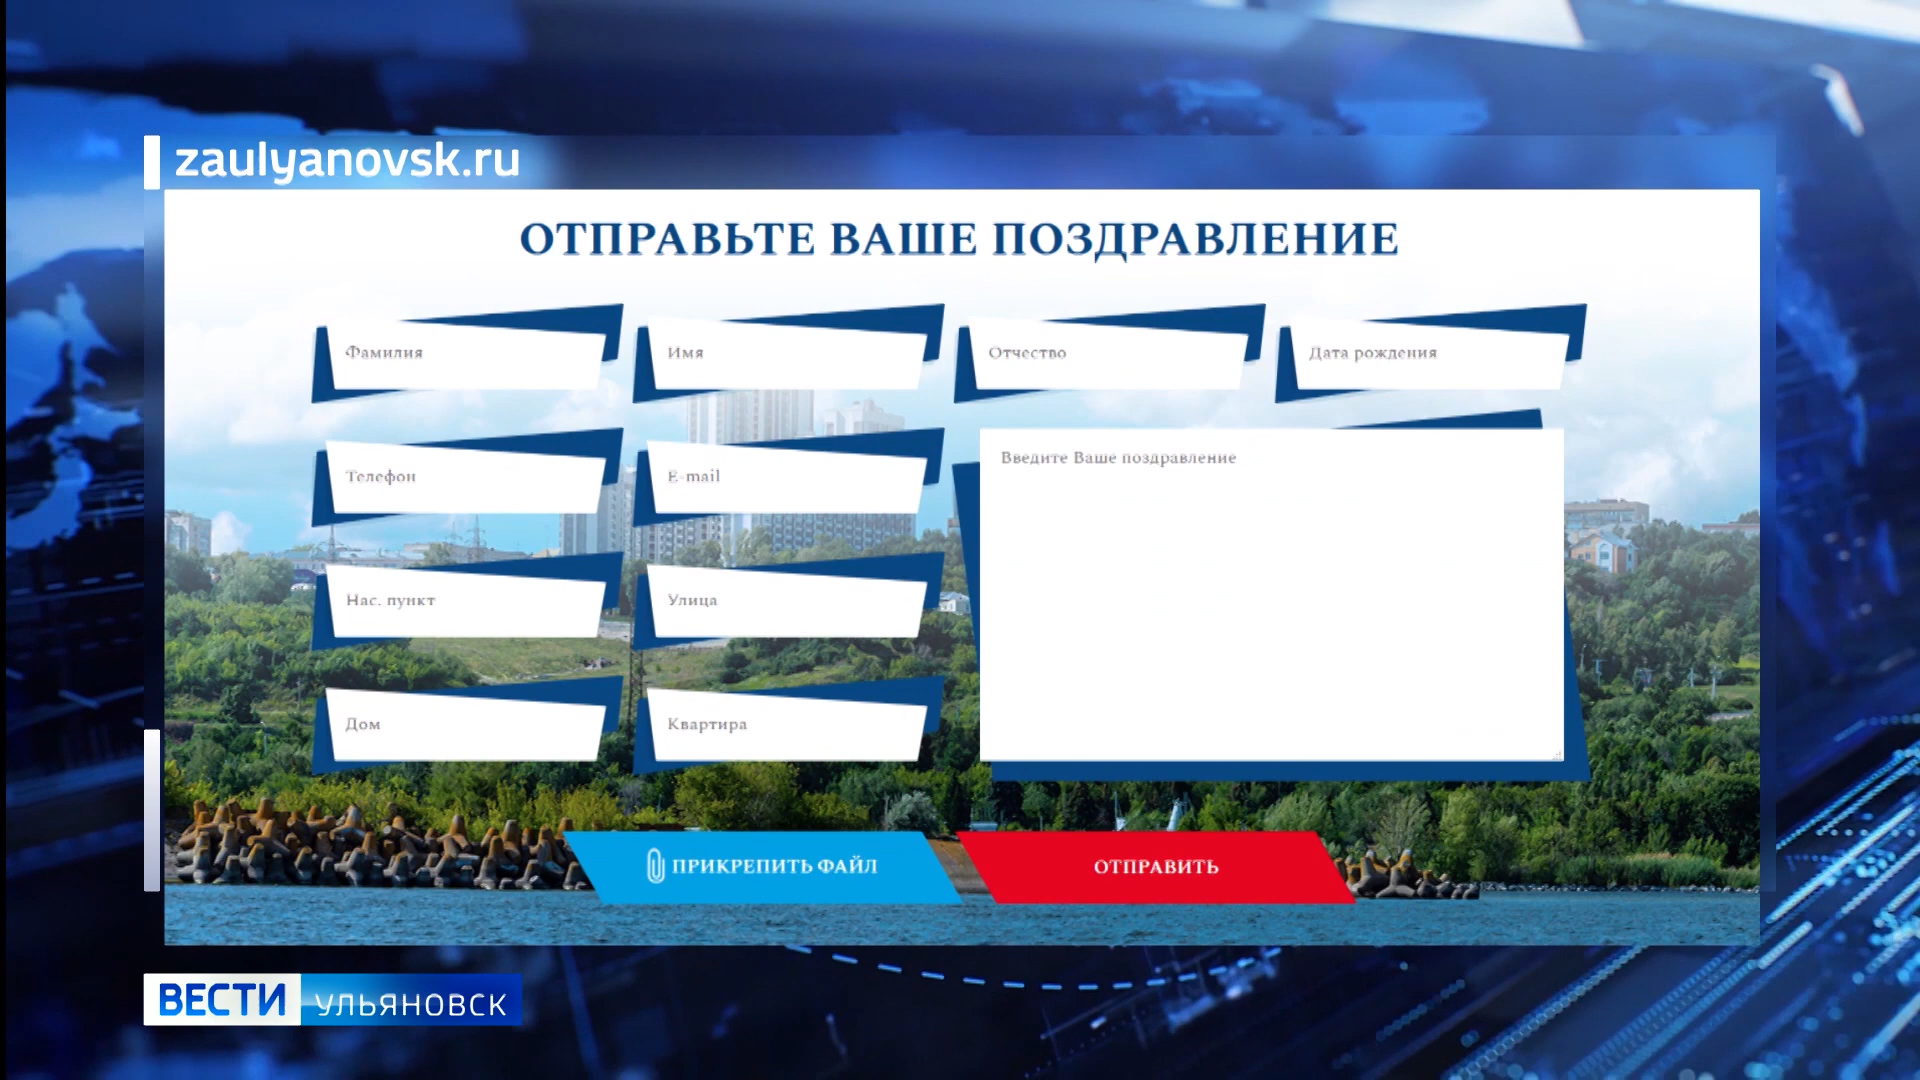 zaulyanovsk.ru
ОТПРАВЬТЕ ВАШЕ ПОЗДРАВЛЕНИЕ
Фамилия
Имя
Отчество
Дата рождения
Телефон
E-mail
Введите Ваше поздравление
Нас. пункт
Улица
Дом
Квартира
ПРИКРЕПИТЬ ФАЙЛ
ОТПРАВИТЬ
ВЕСТИ УЛЬЯНОВСК